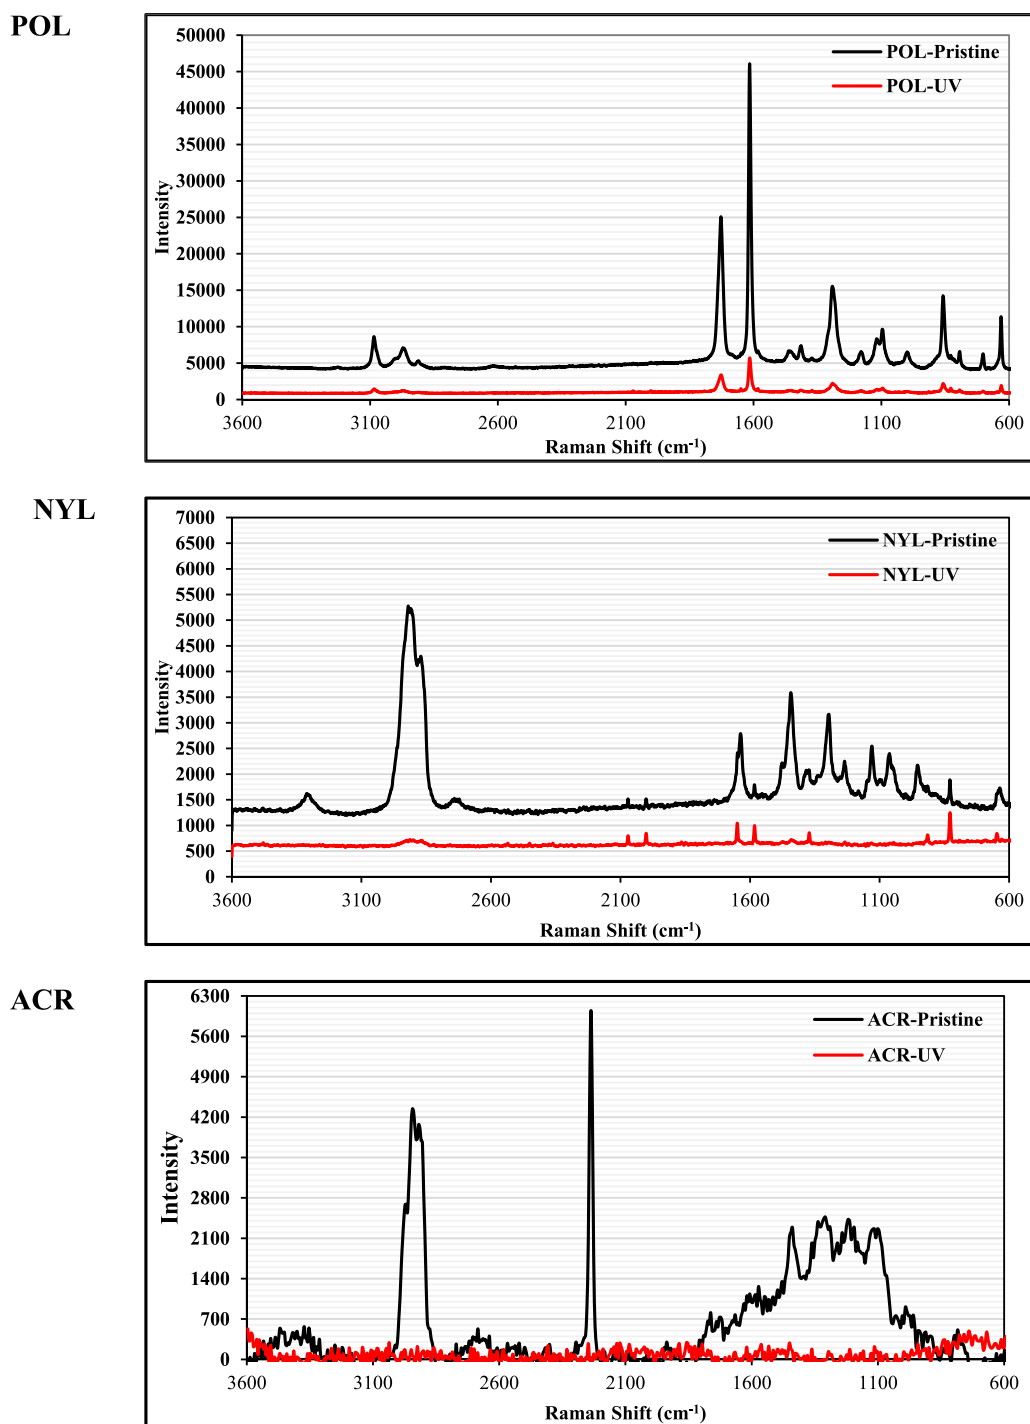 POL
50000
45000
40000
35000
30000
25000
20000
15000
10000
5000
0
Intensity
POL-Pristine
POL-UV
3600 3100 2600 2100 1600 1100 600
Raman Shift (cm⁻¹)
NYL
7000
6500
6000
5500
5000
4500
4000
3500
3000
2500
2000
1500
1000
500
0
Intensity
NYL-Pristine
NYL-UV
3600 3100 2600 2100 1600 1100 600
Raman Shift (cm⁻¹)
ACR
6300
5600
4900
4200
3500
2800
2100
1400
700
0
Intensity
ACR-Pristine
ACR-UV
3600 3100 2600 2100 1600 1100 600
Raman Shift (cm⁻¹)